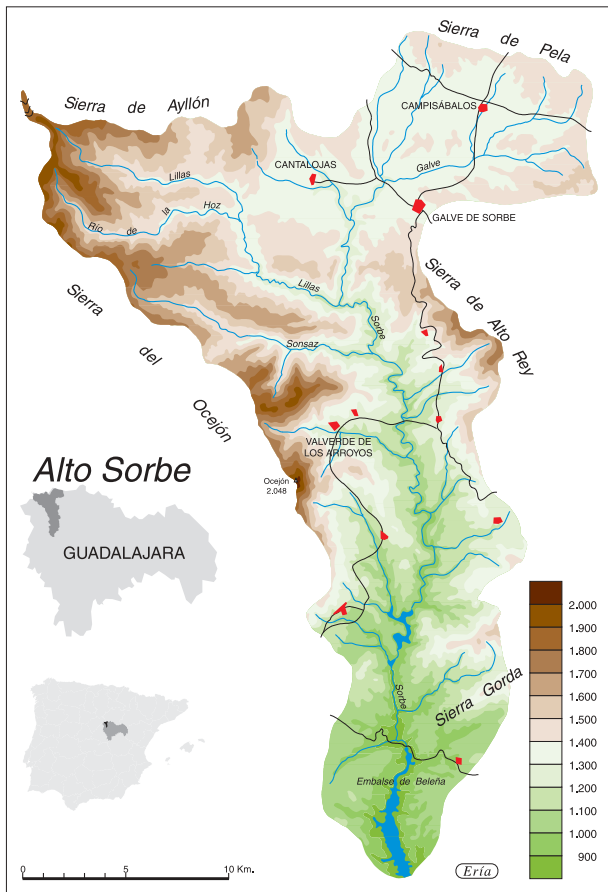 Sierra de Pela
Sierra de Ayllón
CAMPISÁBALOS
CANTALOJAS
Galve
Lillas
GALVE DE SORBE
Río de la Hoz
Sierra de Alto Rey
Lillas
Sorbe
Sierra del Ocejón
Sonsaz
VALVERDE DE
LOS ARROYOS
Alto Sorbe
Ocejón
2.048
GUADALAJARA
2.000
1.900
1.800
1.700
1.600
1.500
1.400
1.300
1.200
1.100
1.000
900
Sorbe
Sierra Gorda
Embalse de Beleña
0 5 10 Km.
Ería